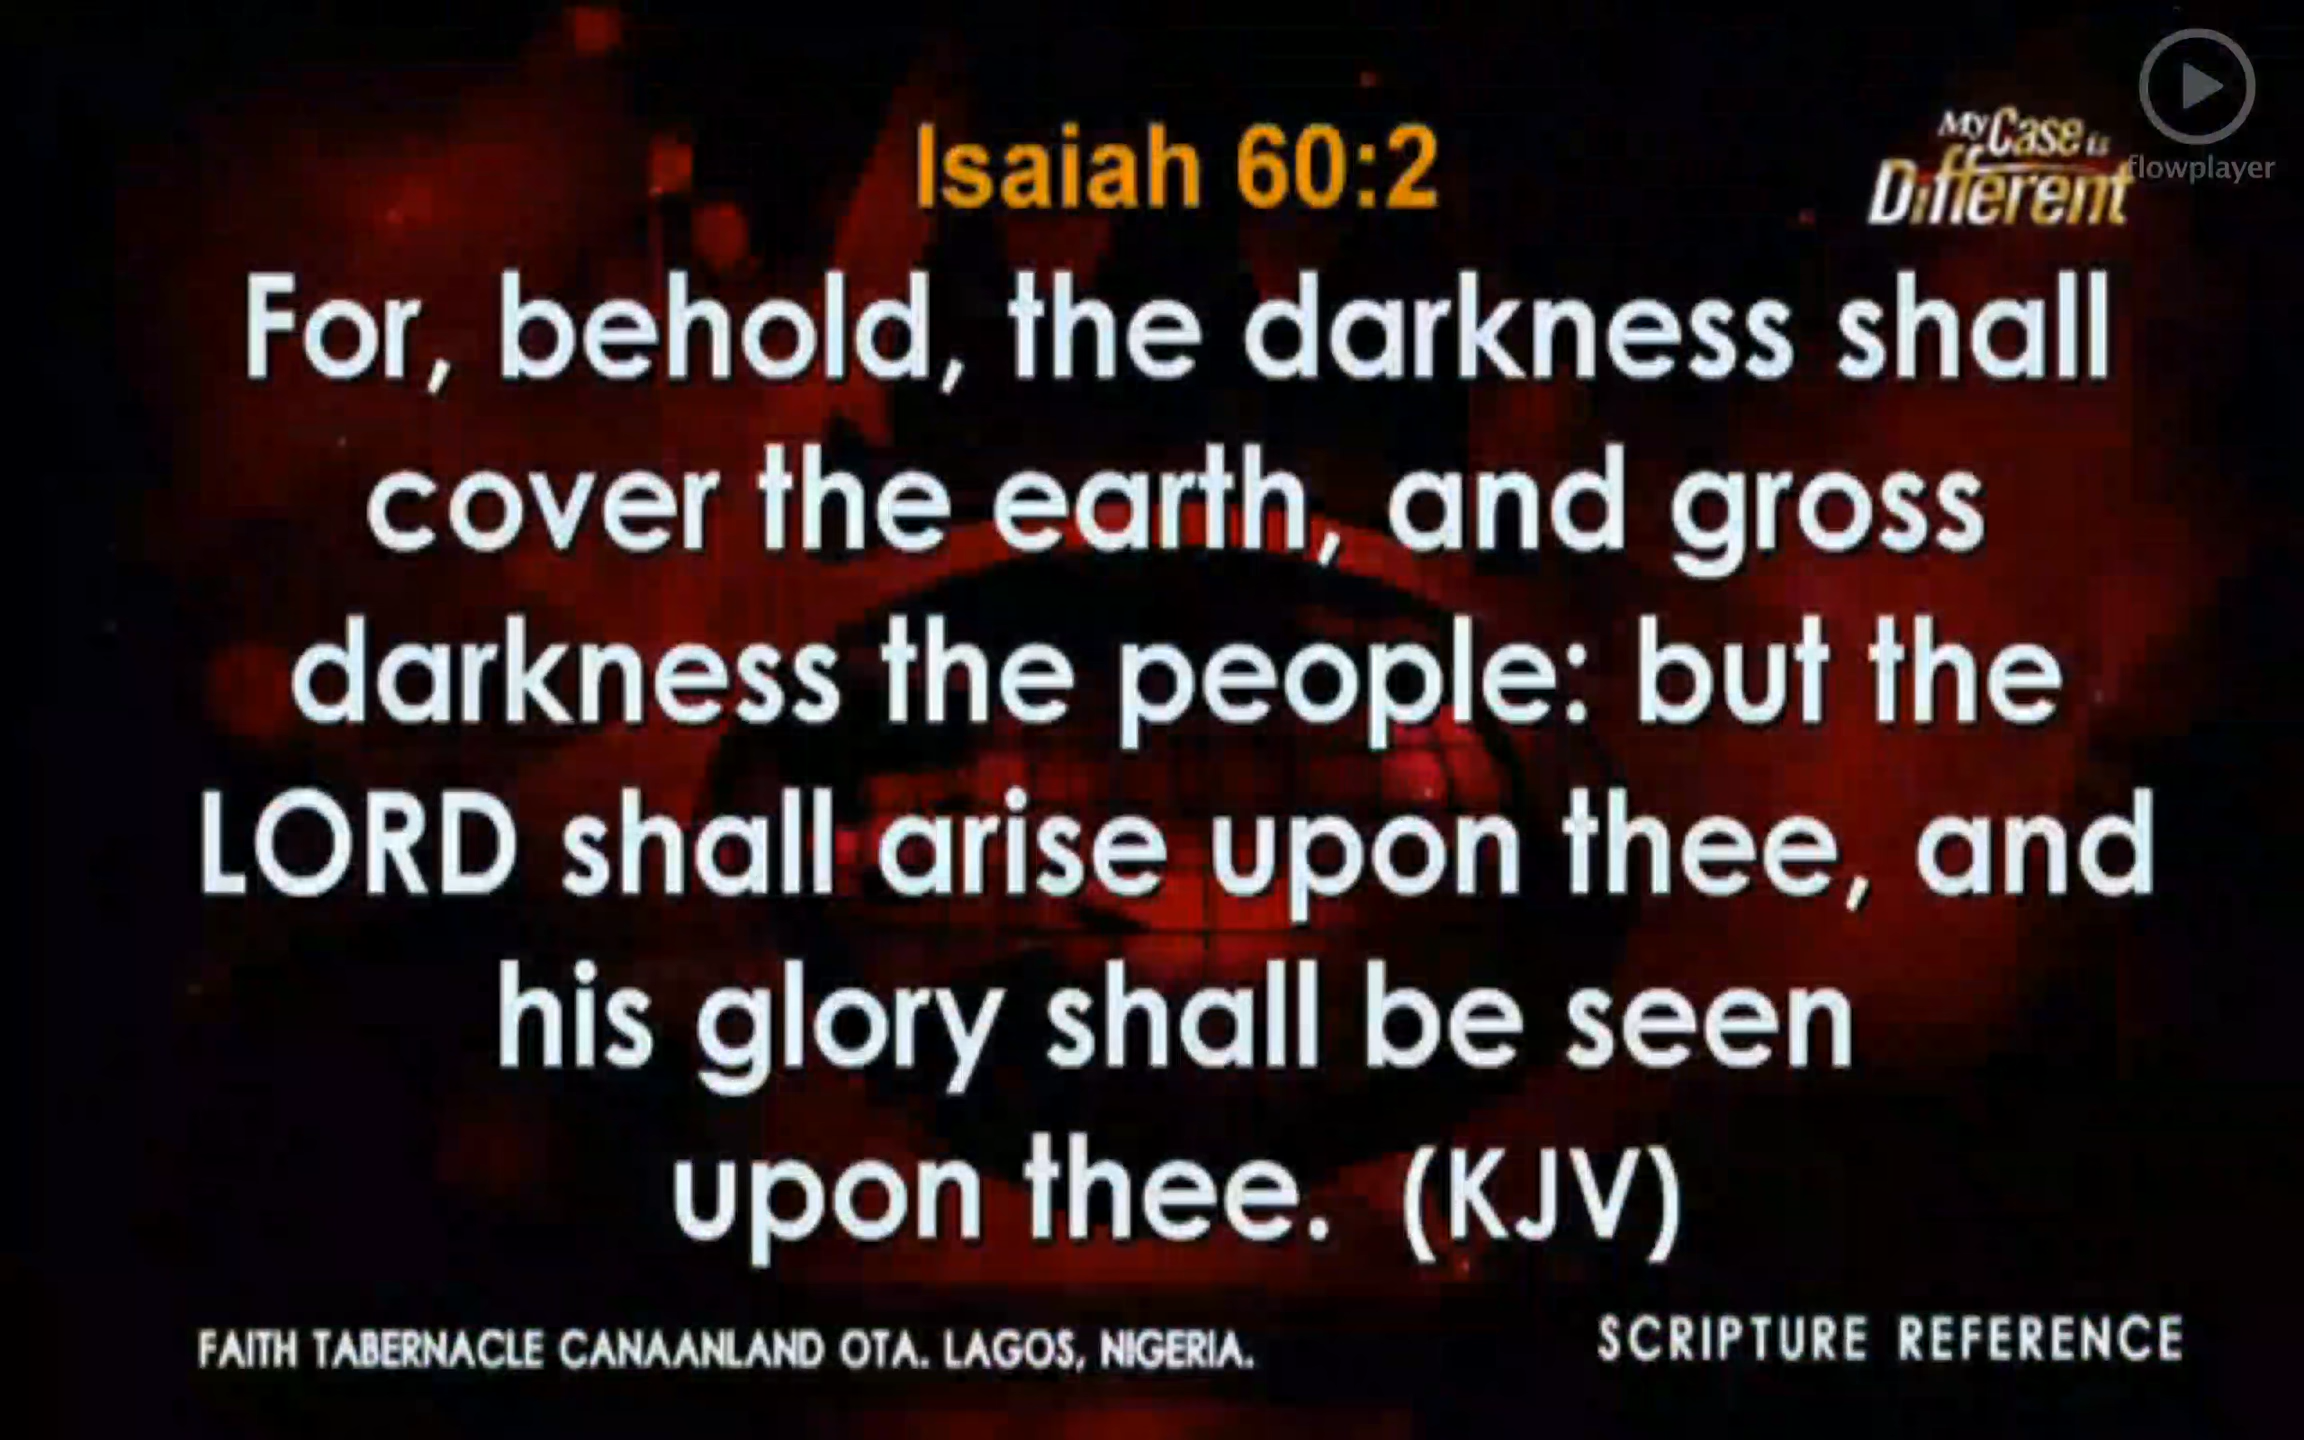 Isaiah 60:2
My Case is
Different
flowplayer
For, behold, the darkness shall
cover the earth, and gross
darkness the people: but the
LORD shall arise upon thee, and
his glory shall be seen
upon thee. (KJV)
FAITH TABERNACLE CANAANLAND OTA. LAGOS, NIGERIA.
SCRIPTURE REFERENCE